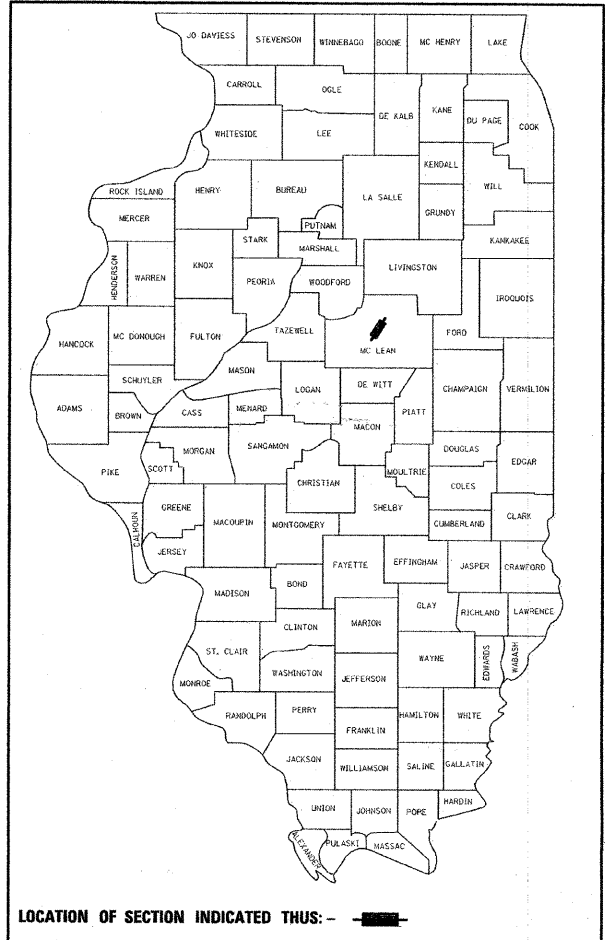 JO DAVIESS
STEVENSON
WINNEBAGO
BOONE
MC HENRY
LAKE
CARROLL
OGLE
DE KALB
KANE
DU PAGE
COOK
WHITESIDE
LEE
KENDALL
WILL
ROCK ISLAND
HENRY
BUREAU
LA SALLE
GRUNDY
MERCER
PUTNAM
STARK
MARSHALL
KANKAKEE
HENDERSON
WARREN
KNOX
PEORIA
WOODFORD
LIVINGSTON
IROQUOIS
HANCOCK
MC DONOUGH
FULTON
TAZEWELL
MC LEAN
FORD
MASON
SCHUYLER
LOGAN
DE WITT
CHAMPAIGN
VERMILION
ADAMS
BROWN
CASS
MENARD
PIATT
MACON
PIKE
SCOTT
MORGAN
SANGAMON
DOUGLAS
EDGAR
MOULTRIE
CHRISTIAN
COLES
CALHOUN
GREENE
MACOUPIN
MONTGOMERY
SHELBY
CUMBERLAND
CLARK
JERSEY
FAYETTE
EFFINGHAM
JASPER
CRAWFORD
MADISON
BOND
CLAY
RICHLAND
LAWRENCE
CLINTON
MARION
ST. CLAIR
WAYNE
EDWARDS
WABASH
MONROE
WASHINGTON
JEFFERSON
RANDOLPH
PERRY
HAMILTON
WHITE
FRANKLIN
JACKSON
WILLIAMSON
SALINE
GALLATIN
UNION
JOHNSON
POPE
HARDIN
ALEXANDER
PULASKI
MASSAC
LOCATION OF SECTION INDICATED THUS: -